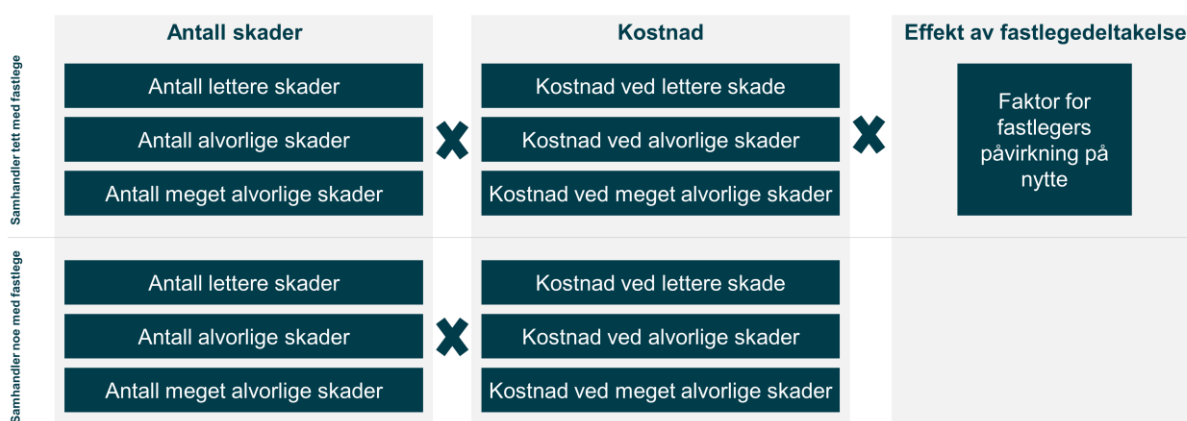 Antall skader
Kostnad
Effekt av fastlegedeltakelse
Samhandler tett med fastlege
Antall lettere skader
Kostnad ved lettere skade
Antall alvorlige skader
Kostnad ved alvorlige skader
Antall meget alvorlige skader
Kostnad ved meget alvorlige skader
Faktor for
fastlegers
påvirkning på
nytte
Samhandler noe med fastlege
Antall lettere skader
Kostnad ved lettere skade
Antall alvorlige skader
Kostnad ved alvorlige skader
Antall meget alvorlige skader
Kostnad ved meget alvorlige skader